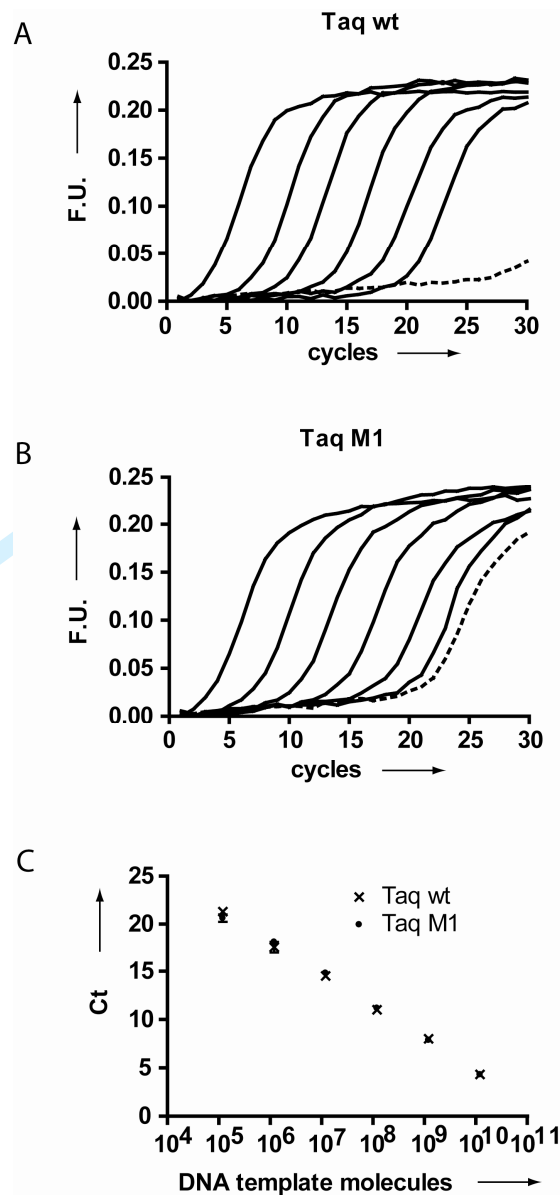 A
Taq wt
0.25
0.20
0.15
0.10
0.05
0.00
F.U.
0 5 10 15 20 25 30
cycles
B
Taq M1
0.25
0.20
0.15
0.10
0.05
0.00
F.U.
0 5 10 15 20 25 30
cycles
C
25
20
15
10
5
0
Ct
Taq wt
Taq M1
10⁴ 10⁵ 10⁶ 10⁷ 10⁸ 10⁹ 10¹⁰ 10¹¹
DNA template molecules